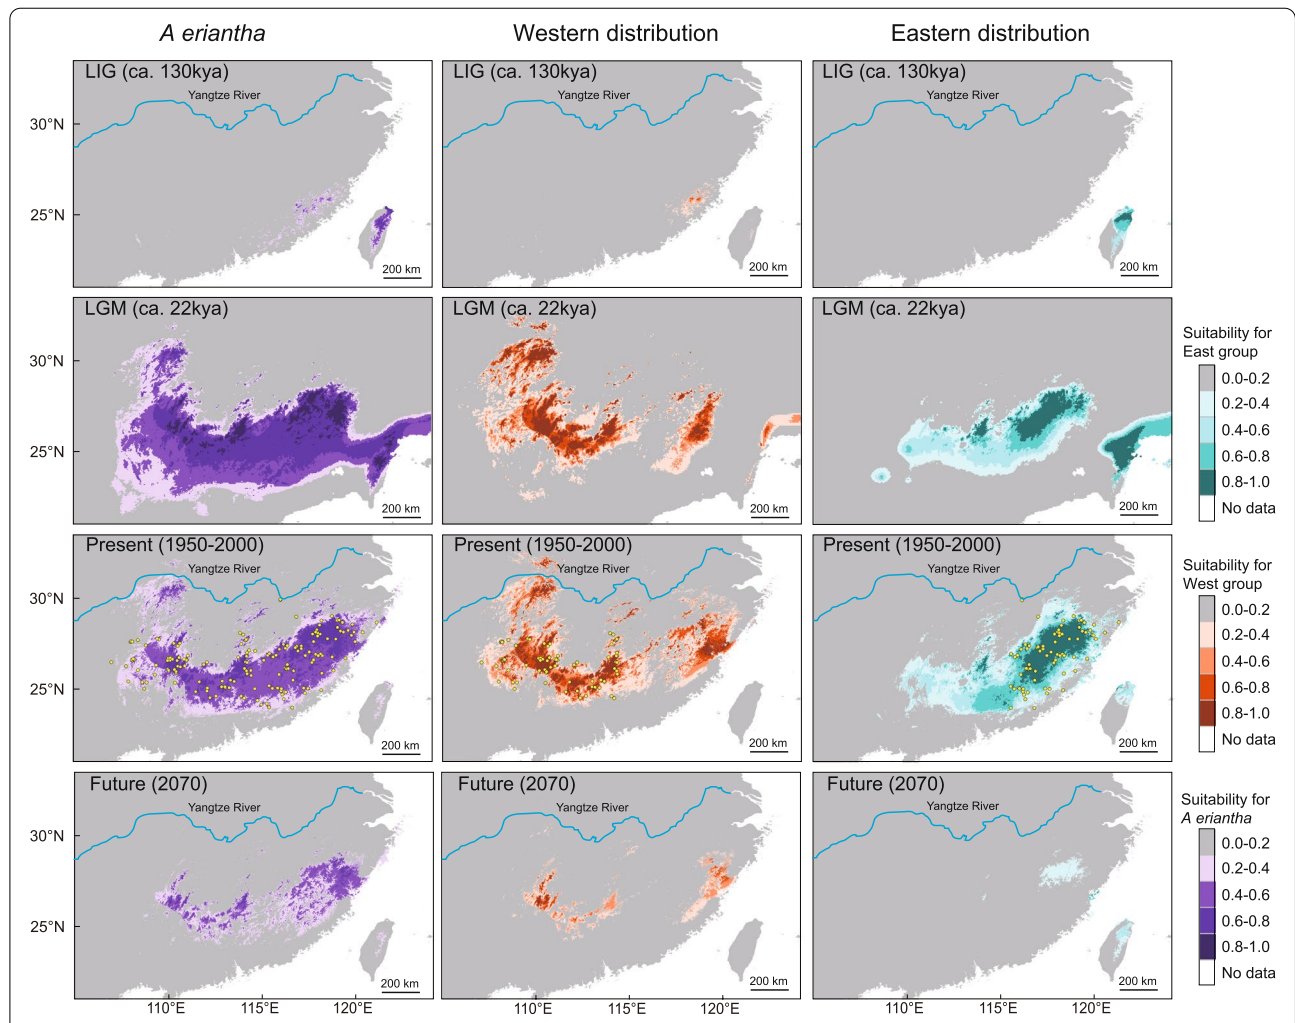 A eriantha
Western distribution
Eastern distribution
LIG (ca. 130kya)
Yangtze River
30°N
25°N
200 km
LIG (ca. 130kya)
Yangtze River
200 km
LIG (ca. 130kya)
Yangtze River
200 km
LGM (ca. 22kya)
30°N
25°N
200 km
LGM (ca. 22kya)
200 km
LGM (ca. 22kya)
200 km
Suitability for
East group
0.0-0.2
0.2-0.4
0.4-0.6
0.6-0.8
0.8-1.0
No data
Present (1950-2000)
Yangtze River
30°N
25°N
200 km
Present (1950-2000)
Yangtze River
200 km
Present (1950-2000)
Yangtze River
200 km
Suitability for
West group
0.0-0.2
0.2-0.4
0.4-0.6
0.6-0.8
0.8-1.0
No data
Future (2070)
Yangtze River
30°N
25°N
200 km
110°E
115°E
120°E
Future (2070)
Yangtze River
200 km
110°E
115°E
120°E
Future (2070)
Yangtze River
200 km
110°E
115°E
120°E
Suitability for
A eriantha
0.0-0.2
0.2-0.4
0.4-0.6
0.6-0.8
0.8-1.0
No data